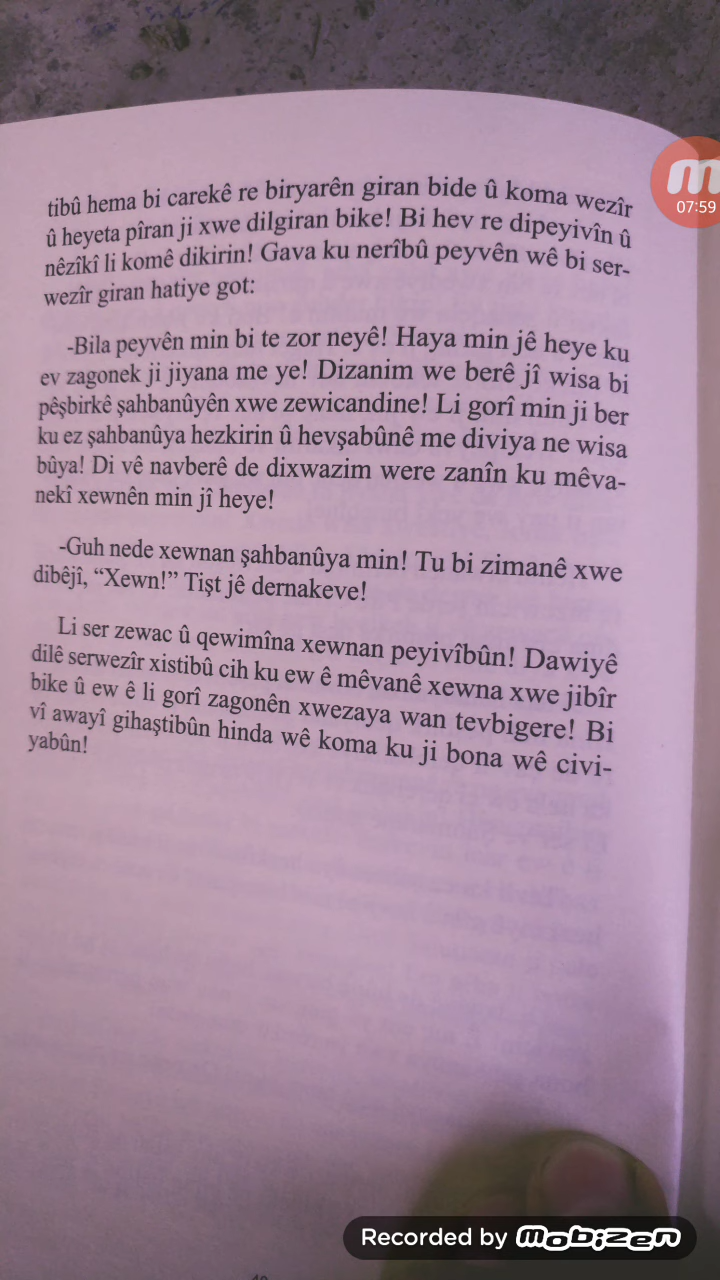 tibû hema bi carekê re biryarên giran bide û koma wezîr
û heyeta pîran ji xwe dilgiran bike! Bi hev re dipeyivîn û
nêzîkî li komê dikirin! Gava ku nerîbû peyvên wê bi ser-
wezîr giran hatiye got:
-Bila peyvên min bi te zor neyê! Haya min jê heye ku
ev zagonek ji jiyana me ye! Dizanim we berê jî wisa bi
pêşbirkê şahbanûyên xwe zewicandine! Li gorî min ji ber
ku ez şahbanûya hezkirin û hevşabûnê me diviya ne wisa
bûya! Di vê navberê de dixwazim were zanîn ku mêva-
nekî xewnên min jî heye!
-Guh nede xewnan şahbanûya min! Tu bi zimanê xwe
dibêjî, “Xewn!” Tişt jê dernakeve!
Li ser zewac û qewimîna xewnan peyivîbûn! Dawiyê
dilê serwezîr xistibû cih ku ew ê mêvanê xewna xwe jibîr
bike û ew ê li gorî zagonên xwezaya wan tevbigere! Bi
vî awayî gihaştibûn hinda wê koma ku ji bona wê civi-
yabûn!
07:59
Recorded by mobizen